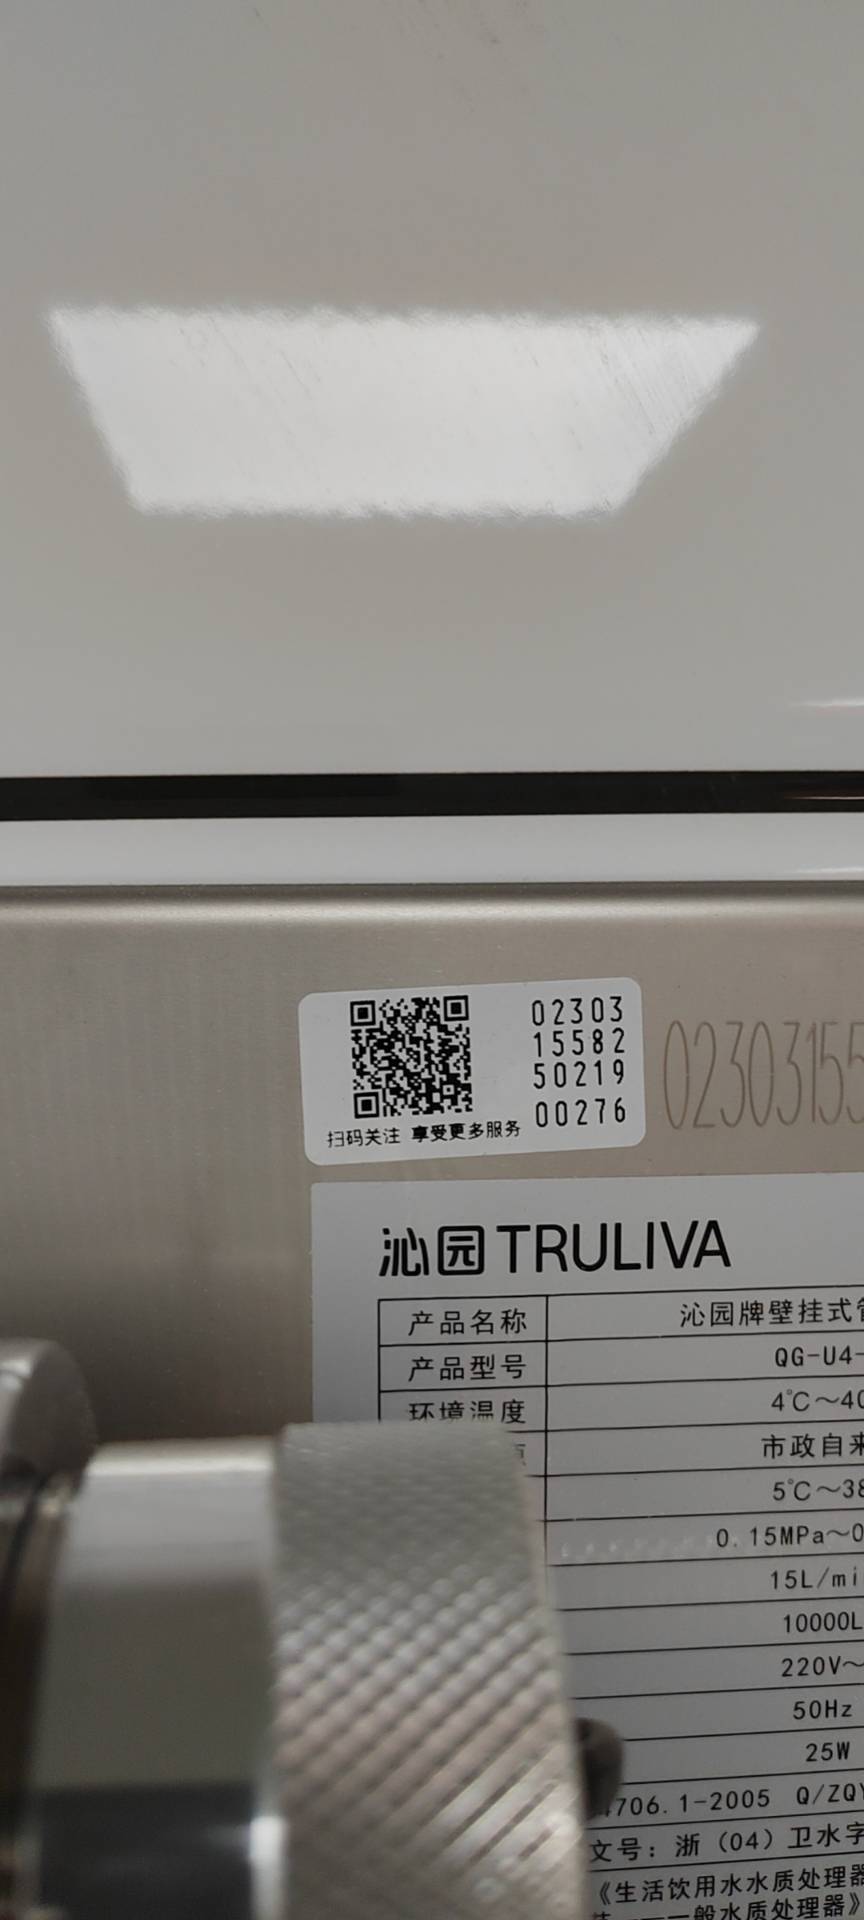 02303
15582
50219
00276
扫码关注 享受更多服务
02303155
沁园TRULIVA
产品名称 沁园牌壁挂式
产品型号 QG-U4-
环境温度 4℃~40
市政自来
5℃~38
0.15MPa~0
15L/mi
10000L
220V~
50Hz
25W
4706.1-2005 Q/ZQY
文号：浙（04）卫水字
《生活饮用水水质处理器
一般水质处理器》